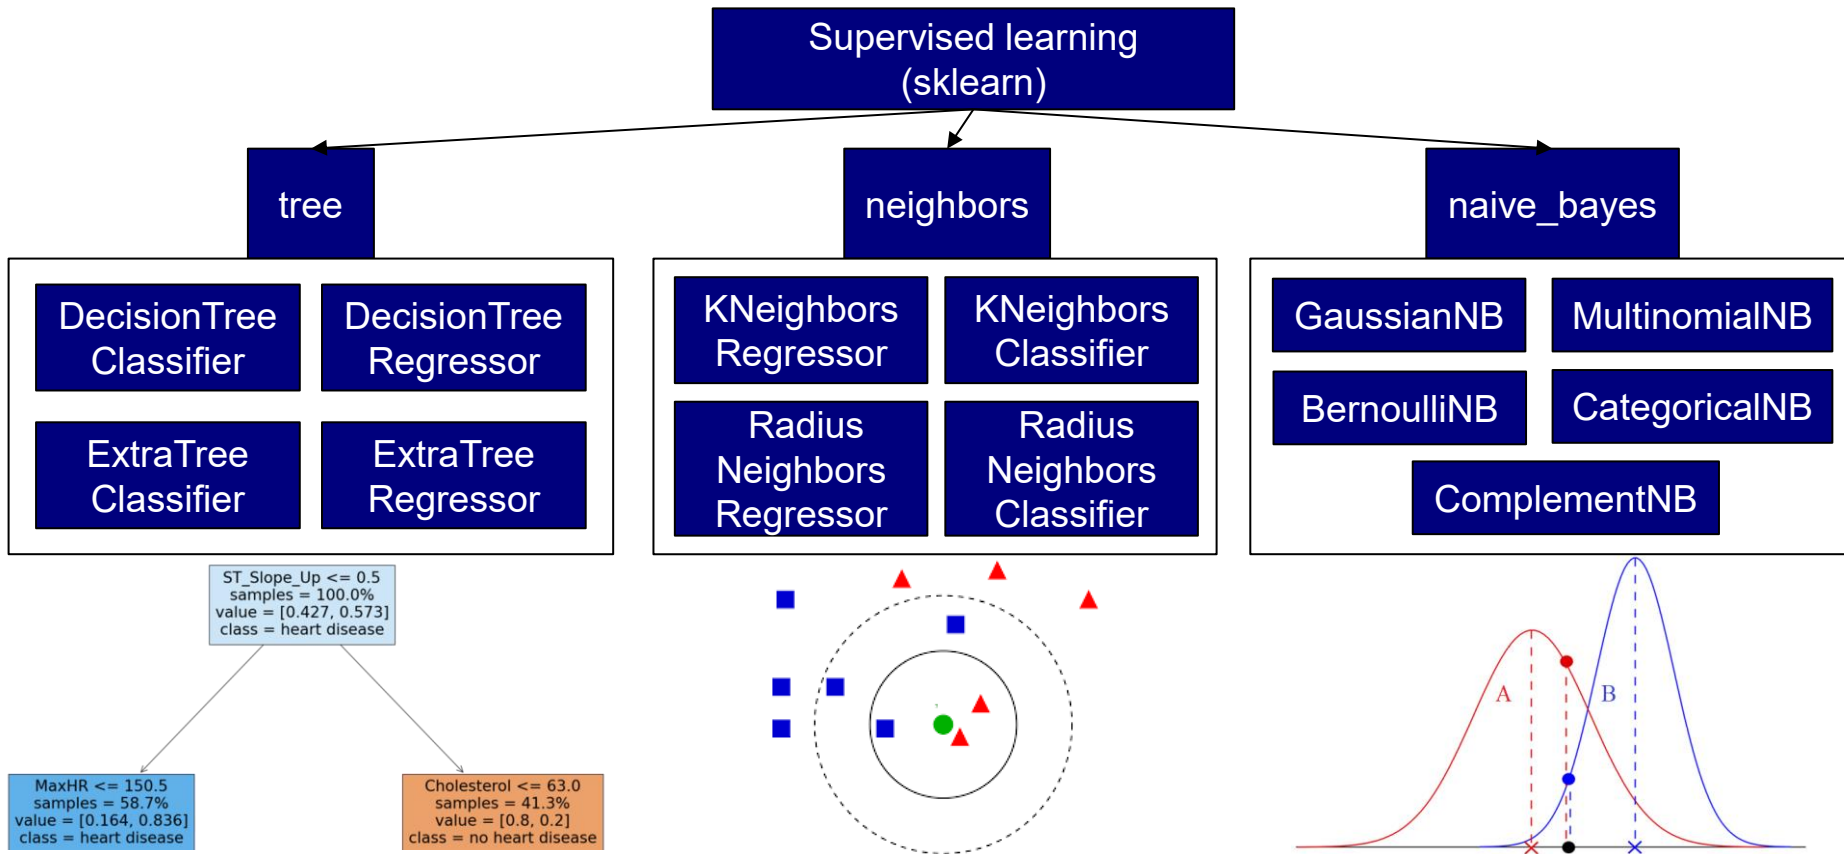 Supervised learning
(sklearn)
tree
neighbors
naive_bayes
DecisionTree
Classifier
DecisionTree
Regressor
ExtraTree
Classifier
ExtraTree
Regressor
KNeighbors
Regressor
KNeighbors
Classifier
Radius
Neighbors
Regressor
Radius
Neighbors
Classifier
GaussianNB
MultinomialNB
BernoulliNB
CategoricalNB
ComplementNB
ST_Slope_Up <= 0.5
samples = 100.0%
value = [0.427, 0.573]
class = heart disease
MaxHR <= 150.5
samples = 58.7%
value = [0.164, 0.836]
class = heart disease
Cholesterol <= 63.0
samples = 41.3%
value = [0.8, 0.2]
class = no heart disease
A
B